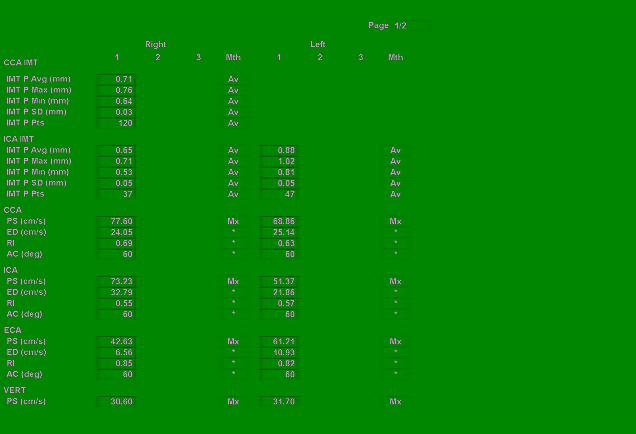 Page 1/2
Right Left
1 2 3 Mth 1 2 3 Mth
CCA IMT
IMT P Avg (mm) 0.71 Av
IMT P Max (mm) 0.76 Av
IMT P Min (mm) 0.64 Av
IMT P SD (mm) 0.03 Av
IMT P Pts 120 Av
ICA IMT
IMT P Avg (mm) 0.65 Av 0.88 Av
IMT P Max (mm) 0.71 Av 1.02 Av
IMT P Min (mm) 0.53 Av 0.81 Av
IMT P SD (mm) 0.05 Av 0.05 Av
IMT P Pts 37 Av 47 Av
CCA
PS (cm/s) 77.60 Mx 68.86 Mx
ED (cm/s) 24.05 * 25.14 *
RI 0.69 * 0.63 *
AC (deg) 60 * 60 *
ICA
PS (cm/s) 73.23 Mx 51.37 Mx
ED (cm/s) 32.79 * 21.86 *
RI 0.55 * 0.57 *
AC (deg) 60 * 60 *
ECA
PS (cm/s) 42.63 Mx 61.21 Mx
ED (cm/s) 6.56 * 10.93 *
RI 0.85 * 0.82 *
AC (deg) 60 * 60 *
VERT
PS (cm/s) 30.60 Mx 31.70 Mx